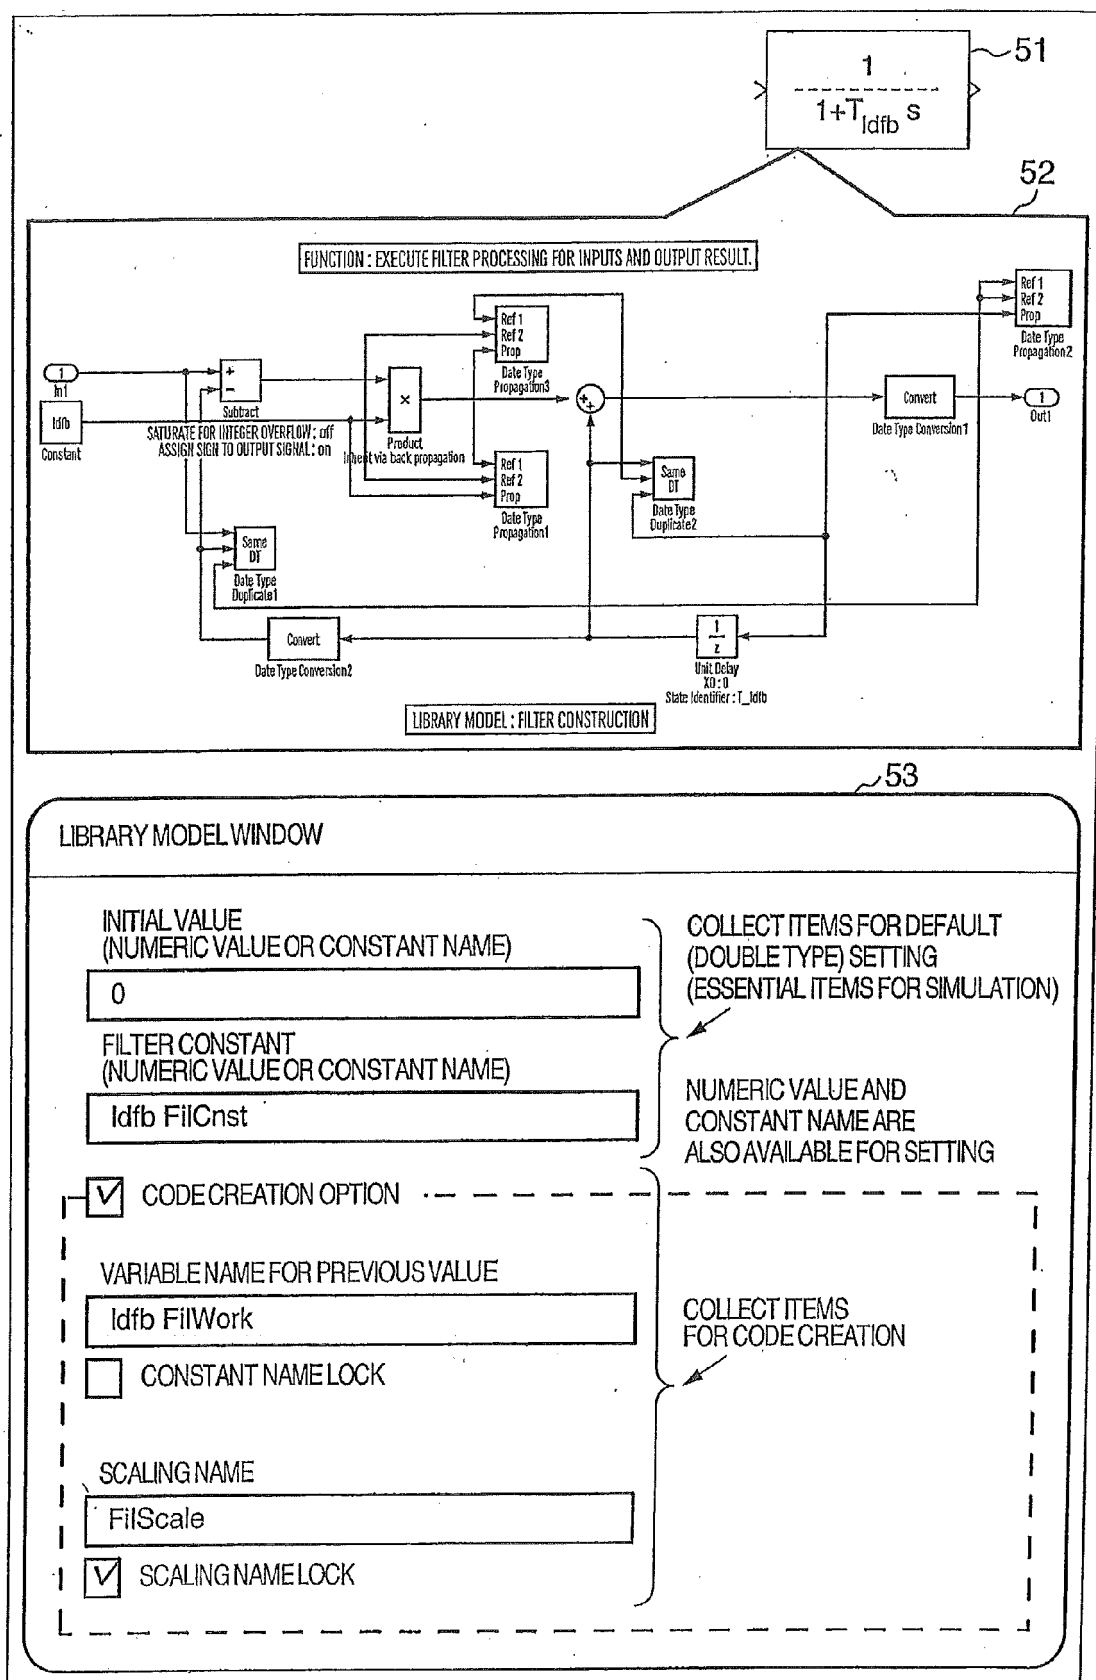 51
1
1+T Idfb s
52
FUNCTION : EXECUTE FILTER PROCESSING FOR INPUTS AND OUTPUT RESULT.
Ref 1
Ref 2
Prop
Date Type
Propagation2
Ref 1
Ref 2
Prop
Date Type
Propagation3
1
In1
+
−
Subtract
×
Product
Inherit via back propagation
+
+
Convert
Date Type Conversion1
1
Out1
Idfb
Constant
SATURATE FOR INTEGER OVERFLOW : off
ASSIGN SIGN TO OUTPUT SIGNAL : on
Ref 1
Ref 2
Prop
Date Type
Propagation1
Same
DT
Date Type
Duplicate2
Same
DT
Date Type
Duplicate1
Convert
Date Type Conversion2
1
z
Unit Delay
X0 : 0
State Identifier : T_Idfb
LIBRARY MODEL : FILTER CONSTRUCTION
53
LIBRARY MODEL WINDOW
INITIAL VALUE
(NUMERIC VALUE OR CONSTANT NAME)
0
FILTER CONSTANT
(NUMERIC VALUE OR CONSTANT NAME)
Idfb FilCnst
COLLECT ITEMS FOR DEFAULT
(DOUBLE TYPE) SETTING
(ESSENTIAL ITEMS FOR SIMULATION)
NUMERIC VALUE AND
CONSTANT NAME ARE
ALSO AVAILABLE FOR SETTING
CODE CREATION OPTION
VARIABLE NAME FOR PREVIOUS VALUE
Idfb FilWork
CONSTANT NAME LOCK
COLLECT ITEMS
FOR CODE CREATION
SCALING NAME
FilScale
SCALING NAME LOCK